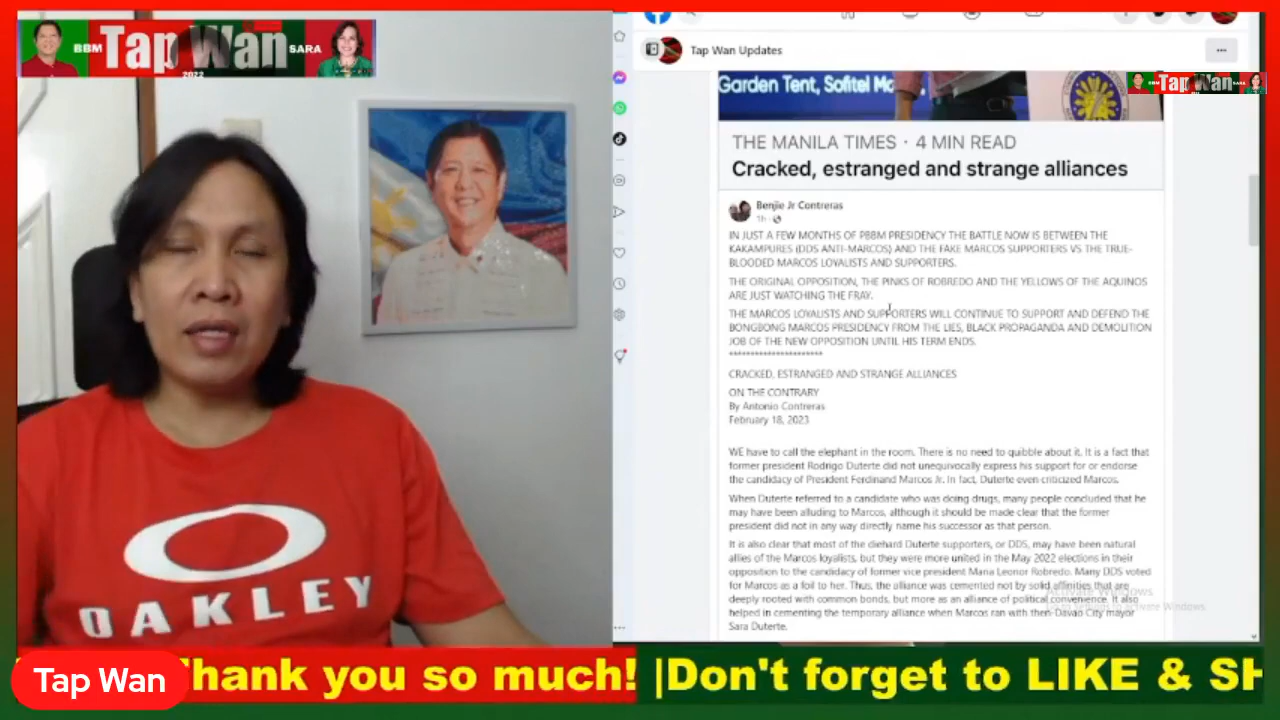 BBM Tap Wan SARA
2022
Tap Wan Updates
BBM Tap Wan SARA
Garden Tent, Sofitel Ma
THE MANILA TIMES · 4 MIN READ
Cracked, estranged and strange alliances
Benjie Jr Contreras
1h ·
IN JUST A FEW MONTHS OF PBBM PRESIDENCY THE BATTLE NOW IS BETWEEN THE
KAKAMPURES (DDS ANTI-MARCOS) AND THE FAKE MARCOS SUPPORTERS VS THE TRUE-
BLOODED MARCOS LOYALISTS AND SUPPORTERS.
THE ORIGINAL OPPOSITION, THE PINKS OF ROBREDO AND THE YELLOWS OF THE AQUINOS
ARE JUST WATCHING THE FRAY.
THE MARCOS LOYALISTS AND SUPPORTERS WILL CONTINUE TO SUPPORT AND DEFEND THE
BONGBONG MARCOS PRESIDENCY FROM THE LIES, BLACK PROPAGANDA AND DEMOLITION
JOB OF THE NEW OPPOSITION UNTIL HIS TERM ENDS.
**********************
CRACKED, ESTRANGED AND STRANGE ALLIANCES
ON THE CONTRARY
By Antonio Contreras
February 18, 2023
WE have to call the elephant in the room. There is no need to quibble about it. It is a fact that
former president Rodrigo Duterte did not unequivocally express his support for or endorse
the candidacy of President Ferdinand Marcos Jr. In fact, Duterte even criticized Marcos.
When Duterte referred to a candidate who was doing drugs, many people concluded that he
may have been alluding to Marcos, although it should be made clear that the former
president did not in any way directly name his successor as that person.
It is also clear that most of the diehard Duterte supporters, or DDS, may have been natural
allies of the Marcos loyalists, but they were more united in the May 2022 elections in their
opposition to the candidacy of former vice president Maria Leonor Robredo. Many DDS voted
for Marcos as a foil to her. Thus, the alliance was cemented not by solid affinities that are
deeply rooted with common bonds, but more as an alliance of political convenience. It also
helped in cementing the temporary alliance when Marcos ran with then-Davao City mayor
Sara Duterte.
Activate Windows
to activate Windows.
OAKLEY
Tap Wan
Thank you so much! |Don't forget to LIKE & SH